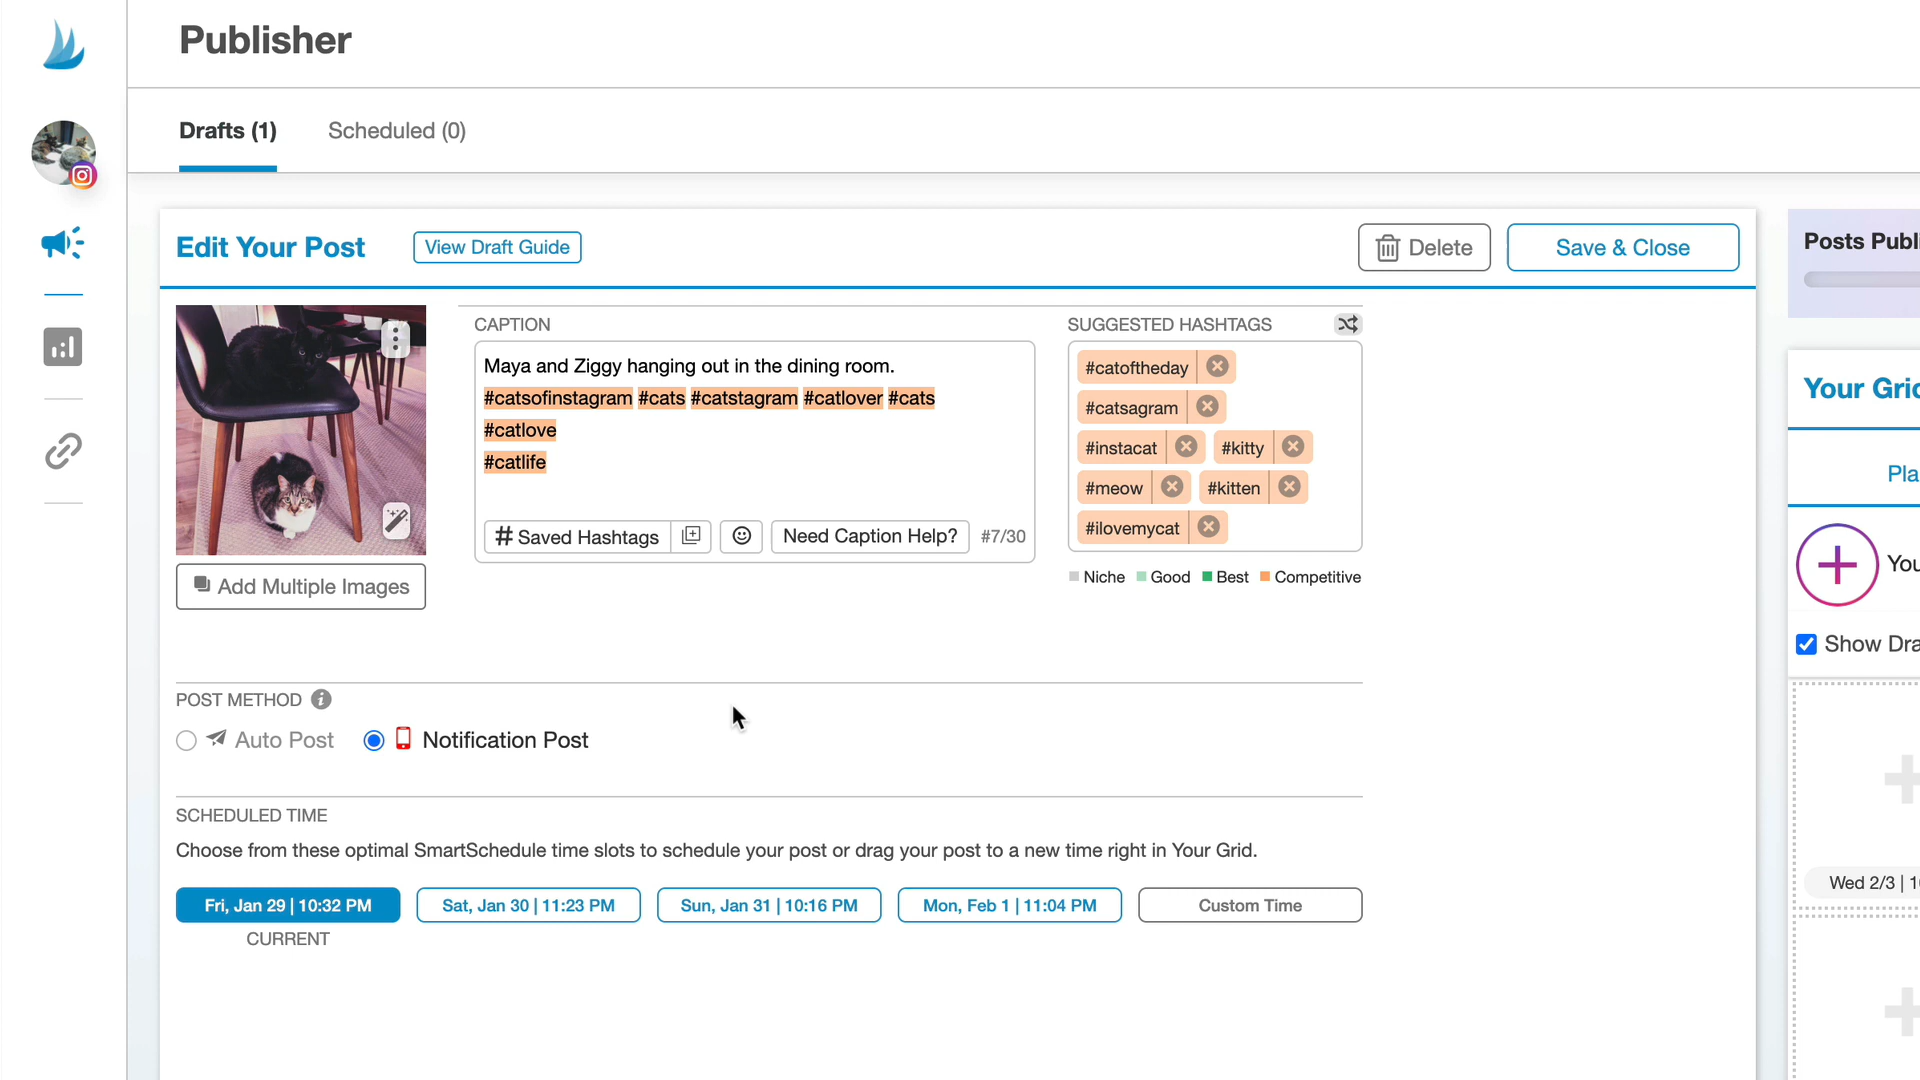 Publisher
Drafts (1)
Scheduled (0)
Edit Your Post
View Draft Guide
Delete
Save & Close
CAPTION
Maya and Ziggy hanging out in the dining room.
#catsofinstagram #cats #catstagram #catlover #cats
#catlove
#catlife
# Saved Hashtags
Need Caption Help?
#7/30
SUGGESTED HASHTAGS
#catoftheday
#catsagram
#instacat #kitty
#meow #kitten
#ilovemycat
Niche Good Best Competitive
Add Multiple Images
POST METHOD
Auto Post
Notification Post
SCHEDULED TIME
Choose from these optimal SmartSchedule time slots to schedule your post or drag your post to a new time right in Your Grid.
Fri, Jan 29 | 10:32 PM
Sat, Jan 30 | 11:23 PM
Sun, Jan 31 | 10:16 PM
Mon, Feb 1 | 11:04 PM
Custom Time
CURRENT
Posts Publ
Your Grid
Pla
You
Show Dra
Wed 2/3 | 1